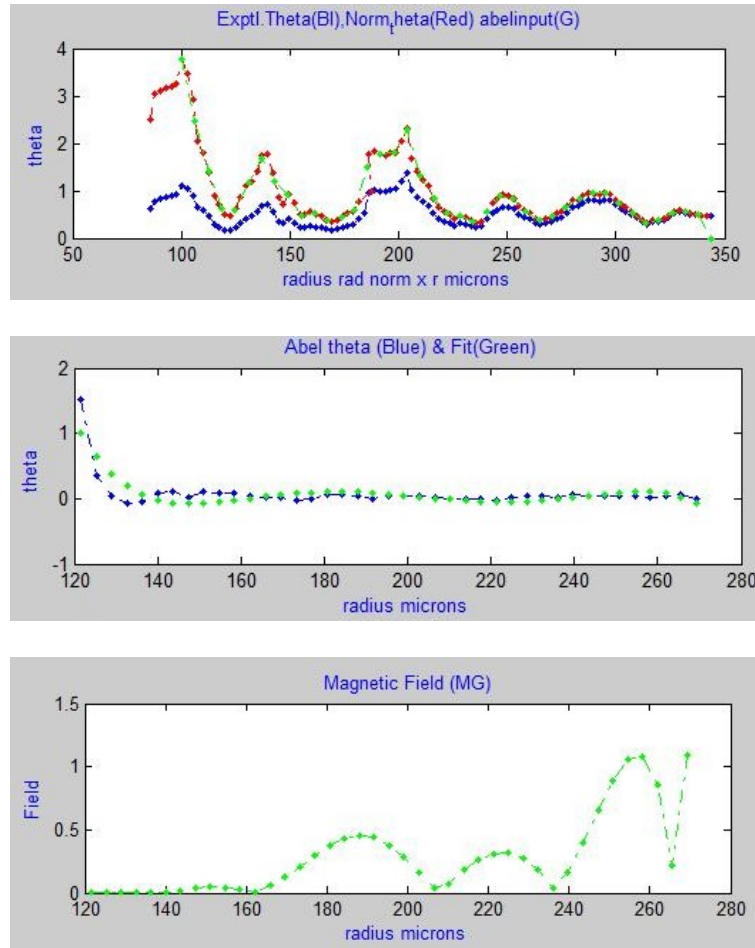 Exptl.Theta(Bl),Norm_theta(Red) abelinput(G)
4
3
2
1
0
theta
50 100 150 200 250 300 350
radius rad norm x r microns
Abel theta (Blue) & Fit(Green)
2
1
0
-1
theta
120 140 160 180 200 220 240 260 280
radius microns
Magnetic Field (MG)
1.5
1
0.5
0
Field
120 140 160 180 200 220 240 260 280
radius microns